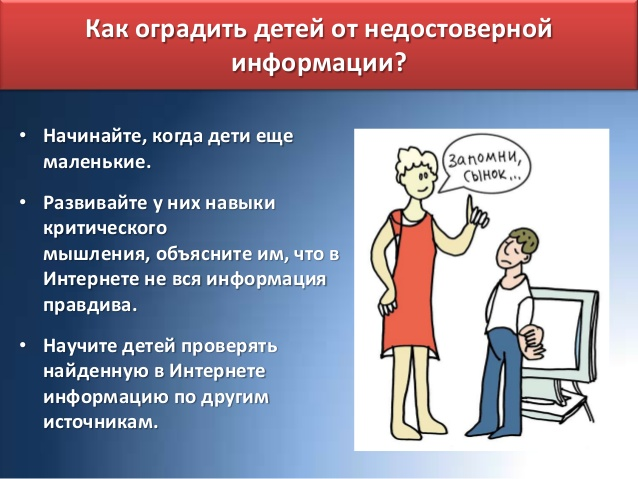 Как оградить детей от недостоверной
информации?
• Начинайте, когда дети еще
маленькие.
• Развивайте у них навыки
критического
мышления, объясните им, что в
Интернете не вся информация
правдива.
• Научите детей проверять
найденную в Интернете
информацию по другим
источникам.
Запомни,
сынок...